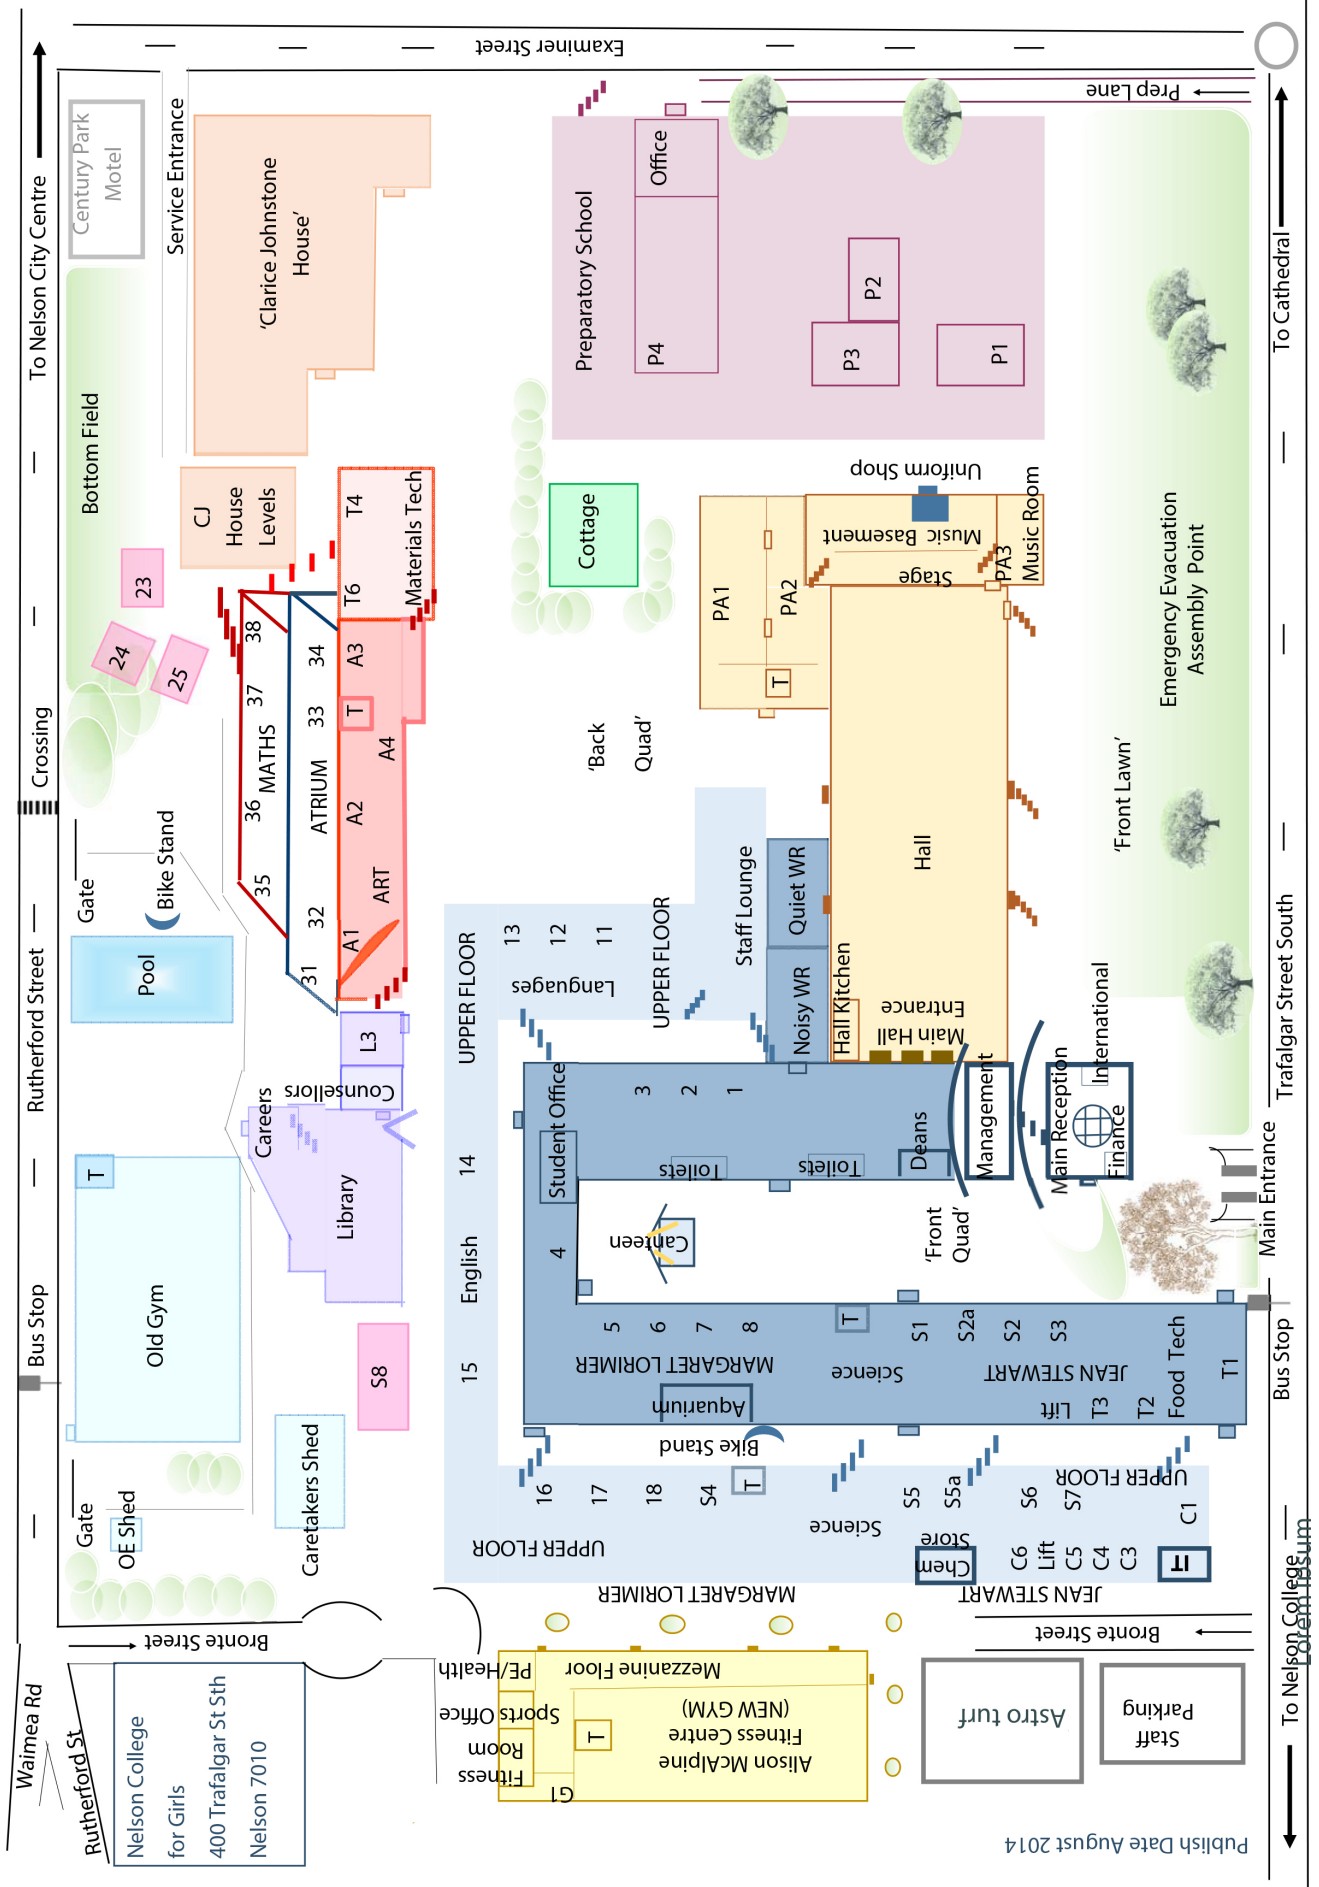 Examiner Street
Prep Lane
To Nelson City Centre
Century Park
Motel
Service Entrance
'Clarice Johnstone
House'
Bottom Field
CJ
House
Levels
Preparatory School
Office
P4
P3
P2
P1
To Cathedral
23
24
25
T4
T6
Materials Tech
Cottage
Uniform Shop
Music Basement
Stage
PA3
Music Room
PA1
PA2
T
Emergency Evacuation
Assembly Point
Crossing
38
37
36
35
MATHS
34
33
32
31
ATRIUM
A3
T
A4
A2
ART
A1
'Back
Quad'
Hall
'Front Lawn'
Gate
Bike Stand
Pool
Rutherford Street
L3
Counsellors
Careers
Library
UPPER FLOOR
13
12
11
Languages
UPPER FLOOR
Staff Lounge
Quiet WR
Noisy WR
Hall Kitchen
Main Hall
Entrance
Trafalgar Street South
Student Office
3
2
1
Toilets
Toilets
Deans
Management
Main Reception
International
Finance
Main Entrance
14
English
15
4
Canteen
'Front
Quad'
T
Old Gym
Bus Stop
S8
Caretakers Shed
Gate
OE Shed
5
6
7
8
MARGARET LORIMER
Aquarium
T
Science
S1
S2a
S2
S3
JEAN STEWART
Lift
T3
T2
Food Tech
T1
Bus Stop
Bike Stand
16
17
18
S4
T
UPPER FLOOR
MARGARET LORIMER
Science
S5
S5a
S6
S7
UPPER FLOOR
Chem
Store
C6
Lift
C5
C4
C3
C1
IT
JEAN STEWART
To Nelson College
Lorem Ipsum
Bronte Street
Bronte Street
PE/Health
Mezzanine Floor
Sports Office
Fitness
Room
T
G1
Alison McAlpine
Fitness Centre
(NEW GYM)
Astro turf
Staff
Parking
Waimea Rd
Rutherford St
Nelson College
for Girls
400 Trafalgar St Sth
Nelson 7010
Publish Date August 2014